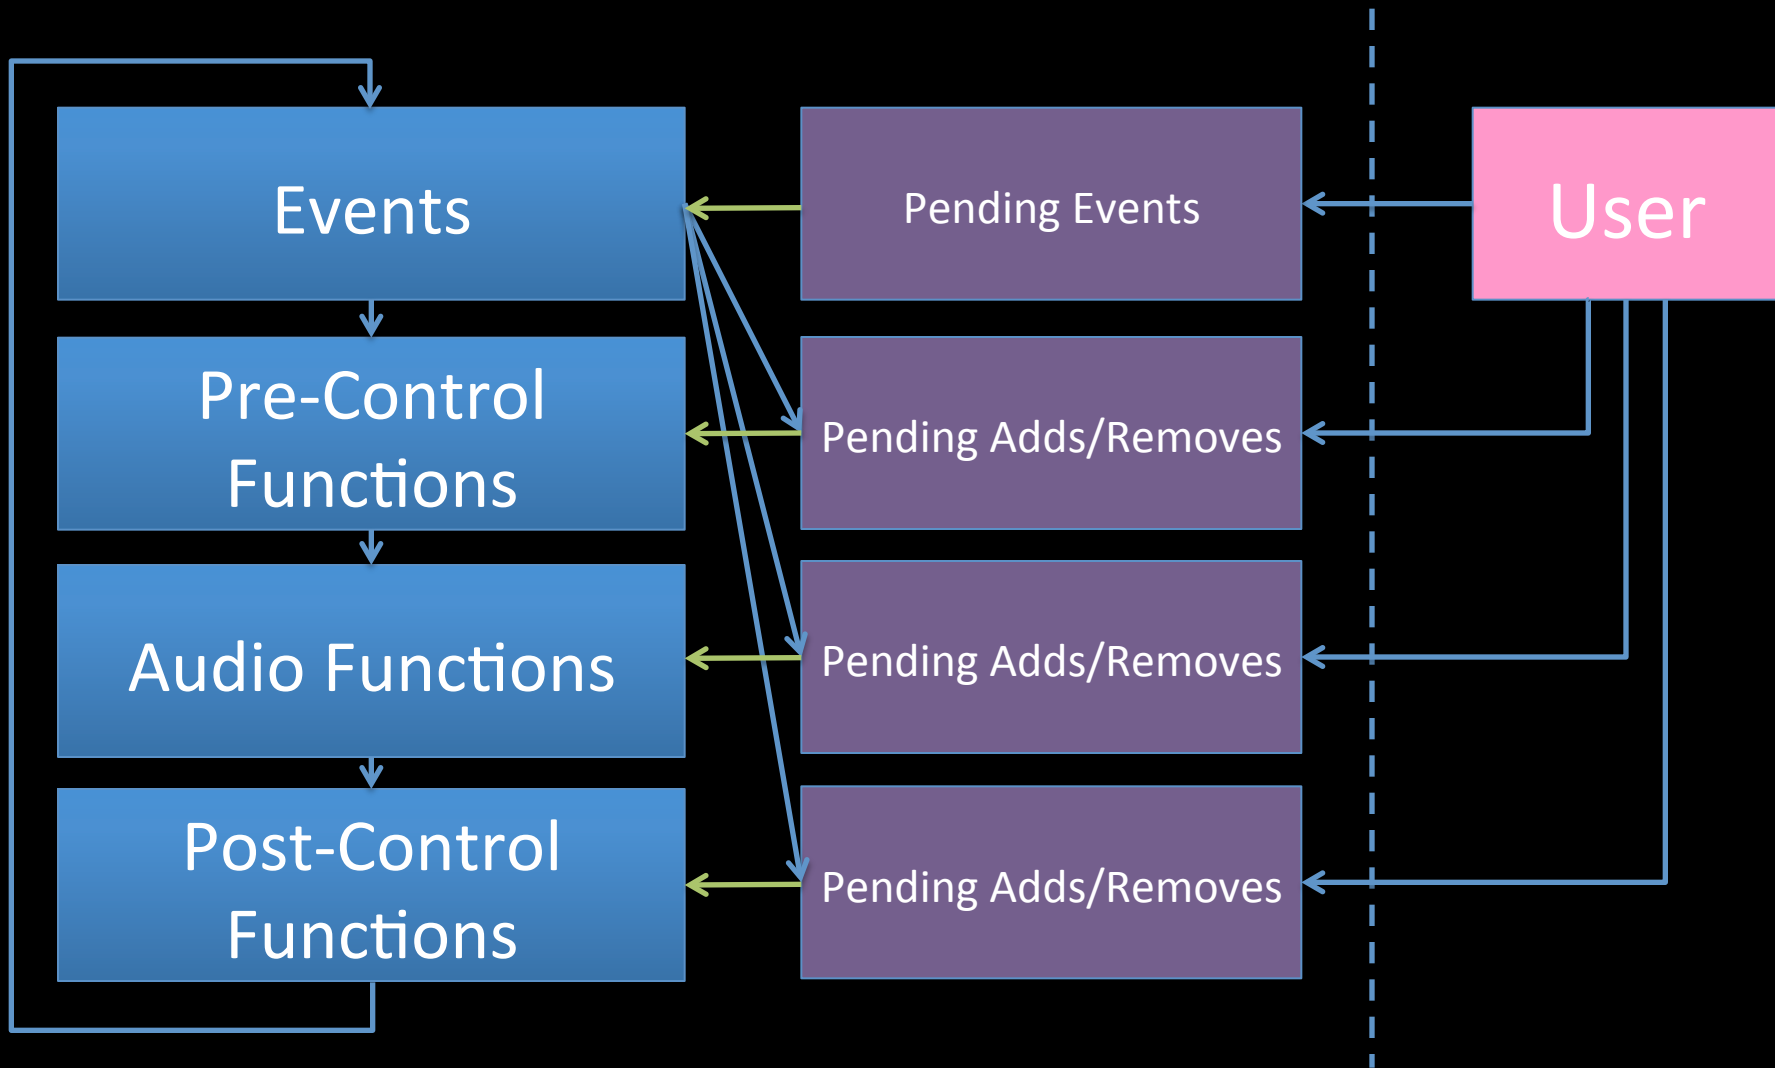 Events
Pending Events
User
Pre-Control
Functions
Pending Adds/Removes
Audio Functions
Pending Adds/Removes
Post-Control
Functions
Pending Adds/Removes